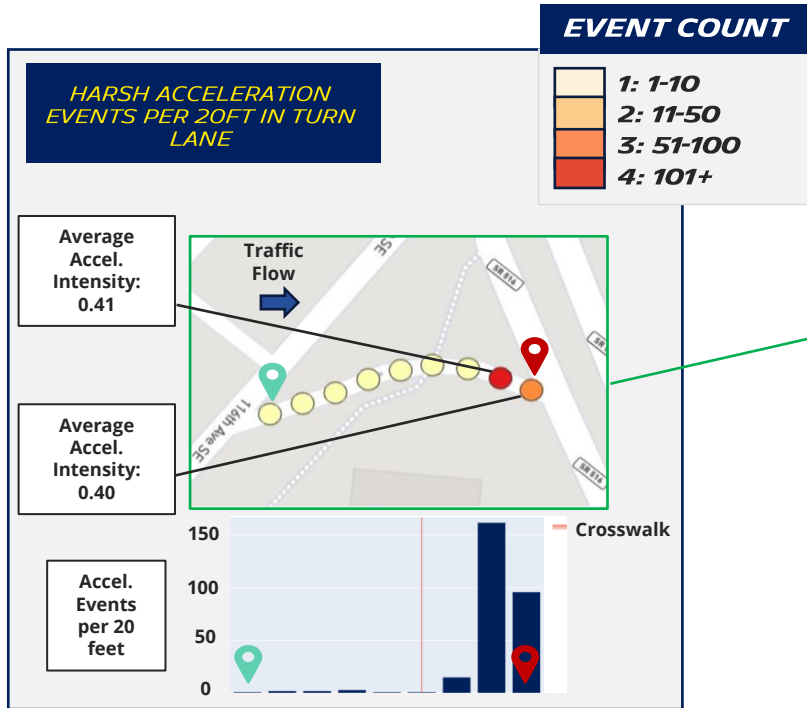 EVENT COUNT
1: 1-10
2: 11-50
3: 51-100
4: 101+
HARSH ACCELERATION
EVENTS PER 20FT IN TURN
LANE
Average
Accel.
Intensity:
0.41
Traffic
Flow
SE
SR 516
116th Ave SE
SR 516
Average
Accel.
Intensity:
0.40
Accel.
Events
per 20
feet
150
100
50
0
Crosswalk